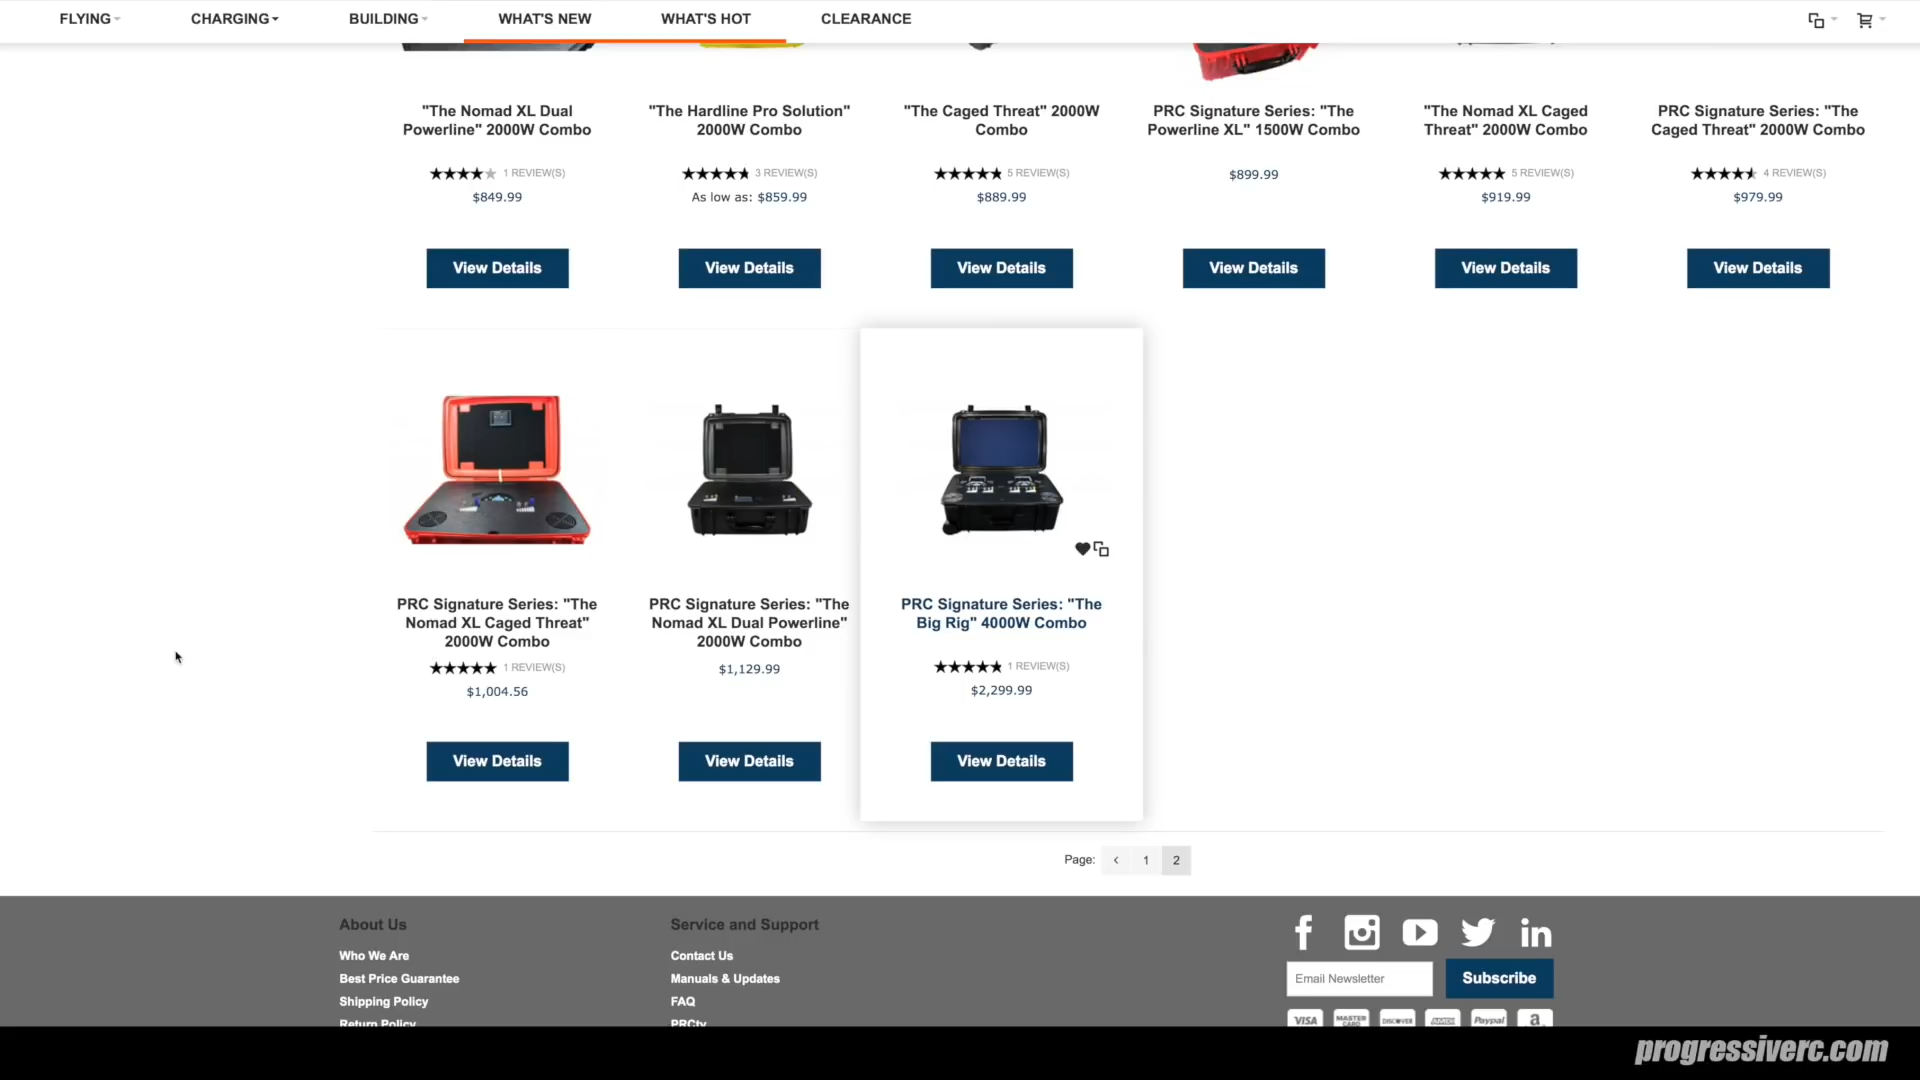 FLYING
CHARGING
BUILDING
WHAT'S NEW
WHAT'S HOT
CLEARANCE
"The Nomad XL Dual
Powerline" 2000W Combo
1 REVIEW(S)
$849.99
View Details
"The Hardline Pro Solution"
2000W Combo
3 REVIEW(S)
As low as: $859.99
View Details
"The Caged Threat" 2000W
Combo
5 REVIEW(S)
$889.99
View Details
PRC Signature Series: "The
Powerline XL" 1500W Combo
$899.99
View Details
"The Nomad XL Caged
Threat" 2000W Combo
5 REVIEW(S)
$919.99
View Details
PRC Signature Series: "The
Caged Threat" 2000W Combo
4 REVIEW(S)
$979.99
View Details
PRC Signature Series: "The
Nomad XL Caged Threat"
2000W Combo
1 REVIEW(S)
$1,004.56
View Details
PRC Signature Series: "The
Nomad XL Dual Powerline"
2000W Combo
$1,129.99
View Details
PRC Signature Series: "The
Big Rig" 4000W Combo
1 REVIEW(S)
$2,299.99
View Details
Page: < 1 2
About Us
Who We Are
Best Price Guarantee
Shipping Policy
Return Policy
Service and Support
Contact Us
Manuals & Updates
FAQ
PRCtv
Email Newsletter
Subscribe
VISA
MASTER CARD
DISCOVER
AMEX
Paypal
a
progressiverc.com